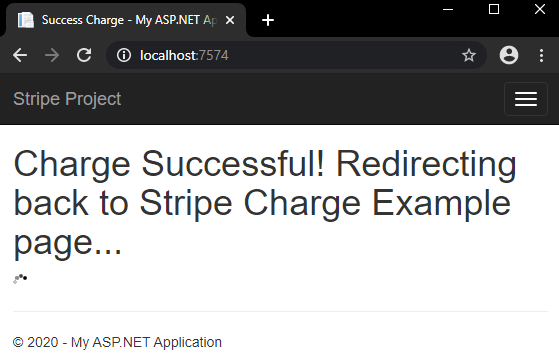 Success Charge - My ASP.NET Ap
localhost:7574
Stripe Project
Charge Successful! Redirecting
back to Stripe Charge Example
page...
© 2020 - My ASP.NET Application